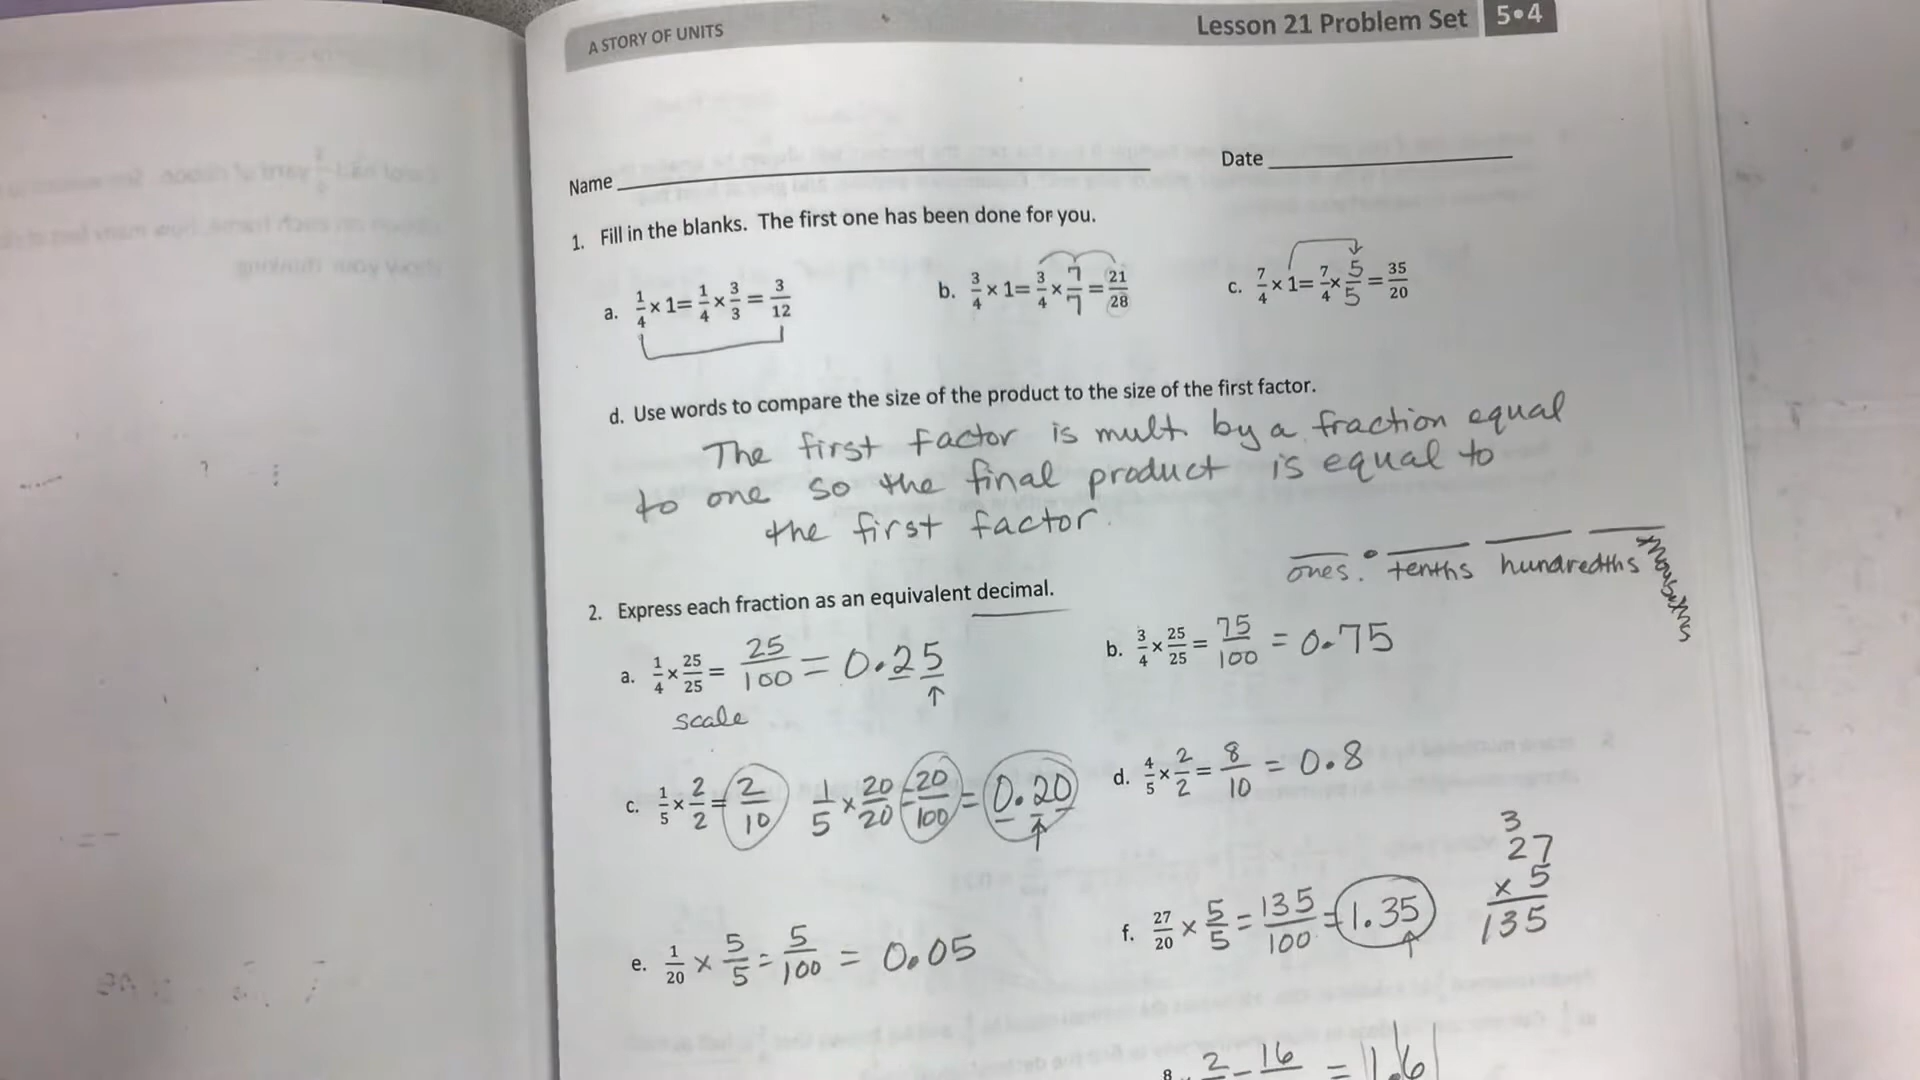 A STORY OF UNITS
Lesson 21 Problem Set 5•4
Name
Date
1. Fill in the blanks. The first one has been done for you.
a. 1/4 × 1 = 1/4 × 3/3 = 3/12
b. 3/4 × 1 = 3/4 × 7/7 = 21/28
c. 7/4 × 1 = 7/4 × 5/5 = 35/20
d. Use words to compare the size of the product to the size of the first factor.
The first factor is mult. by a fraction equal
to one so the final product is equal to
the first factor.
ones . tenths hundredths thousandths
2. Express each fraction as an equivalent decimal.
a. 1/4 × 25/25 = 25/100 = 0.25
scale
b. 3/4 × 25/25 = 75/100 = 0.75
c. 1/5 × 2/2 = 2/10 1/5 × 20/20 = 20/100 = 0.20
d. 4/5 × 2/2 = 8/10 = 0.8
e. 1/20 × 5/5 = 5/100 = 0.05
f. 27/20 × 5/5 = 135/100 = 1.35
3
27
× 5
135
8 2 = 16 = 1.6